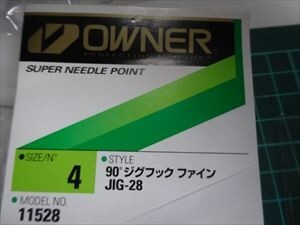 OWNER
SUPER NEEDLE POINT
SIZE/N°
4
STYLE
90°ジグフック ファイン
JIG-28
MODEL NO.
11528